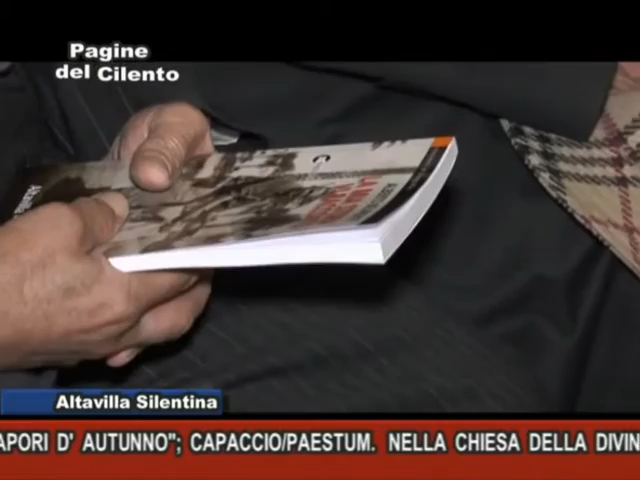 Pagine
del Cilento
Altavilla Silentina
APORI D' AUTUNNO"; CAPACCIO/PAESTUM. NELLA CHIESA DELLA DIVIN